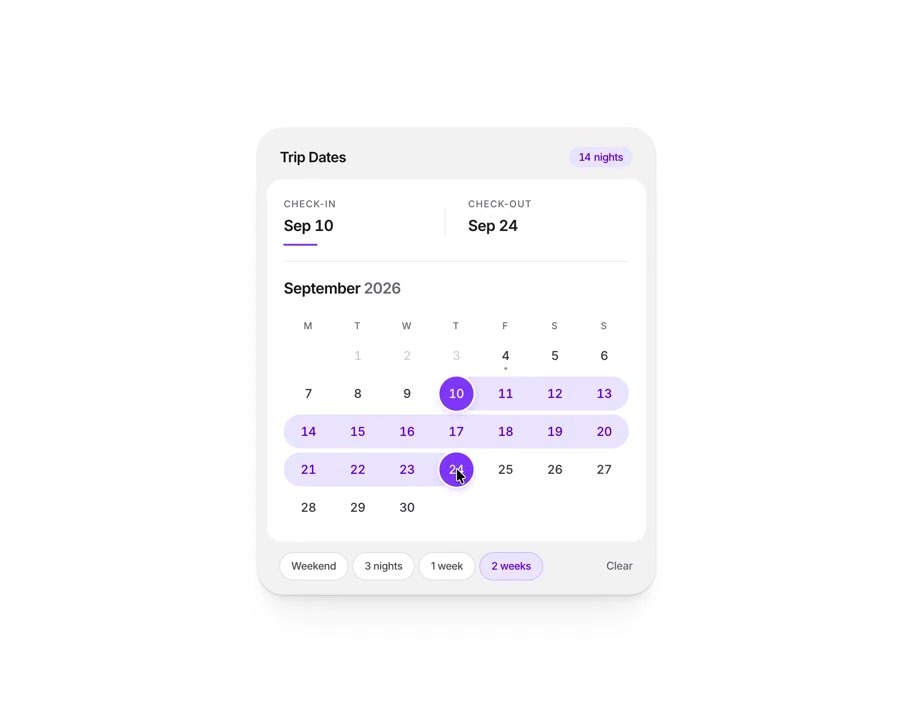 Trip Dates 14 nights
CHECK-IN CHECK-OUT
Sep 10 Sep 24
September 2026
M T W T F S S
1 2 3 4 5 6
7 8 9 10 11 12 13
14 15 16 17 18 19 20
21 22 23 24 25 26 27
28 29 30
Weekend 3 nights 1 week 2 weeks Clear